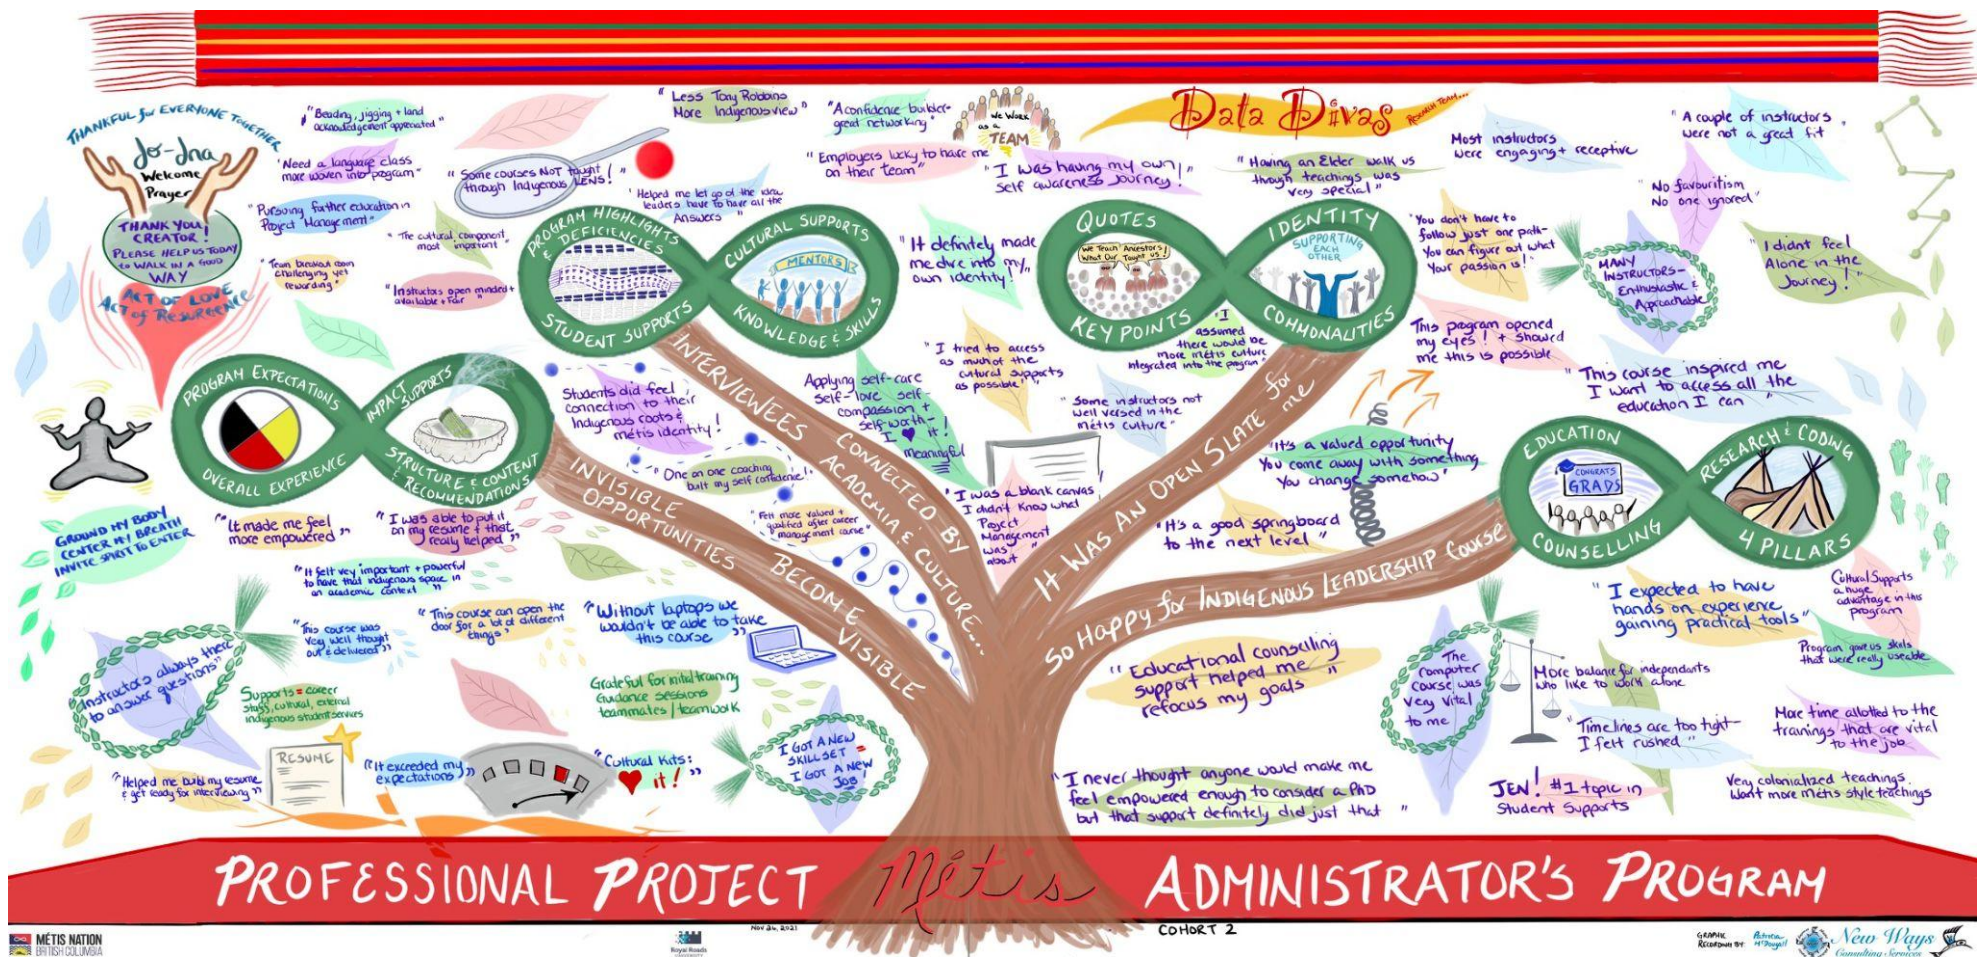 THANKFUL for EVERYONE TOGETHER
Jo-Jna
Welcome
Prayer
THANK YOU
CREATOR!
PLEASE HELP US TODAY
to WALK IN A GOOD
WAY
ACT OF LOVE
ACT of RESURGENCE
"Beading, jigging + land
acknowledgement appreciated"
'Need a language class
more woven into program"
"Pursuing further education in
Project Management"
"Team breakout down
challenging yet
rewarding"
"Some courses NOT taught
through Indigenous LENS!"
"The cultural component
most important"
"Instructors open minded +
available + fair"
"Less Tony Robbins
More Indigenous view"
'Helped me let go of the idea
leaders have to have all the
Answers"
"A confidence builder-
great networking"
We Work
as a
TEAM
"Employers lucky to have me
on their team"
"I was having my own
Self awareness Journey!"
Data Divas
RESEARCH TEAM...
"Having an Elder walk us
through teachings was
very special"
Most instructors
were engaging + receptive
"A couple of instructors
were not a great fit
"No favouritism
No one ignored"
"You don't have to
follow just one path-
You can figure out what
Your passion is!"
MANY
INSTRUCTORS-
Enthusiastic &
Approachable
"I didnt feel
Alone in the
Journey!"
PROGRAM HIGHLIGHTS
& DEFICIENCIES
STUDENT SUPPORTS
CULTURAL SUPPORTS
MENTORS
KNOWLEDGE & SKILLS
"It definitely made
me dive into my
own identity!"
QUOTES
We Teach
What Our
Ancestors
Taught us!
KEY POINTS
IDENTITY
SUPPORTING
EACH
OTHER
COMMONALITIES
This program opened
my eyes! + showed
me this is possible
"This course inspired me
I want to access all the
education I can"
"I
assumed
there would be
more métis culture
integrated into the program"
"I tried to access
as much of the
cultural supports
as possible"
"Some instructors not
well versed in the
métis culture"
PROGRAM EXPECTATIONS
OVERALL EXPERIENCE
IMPACT
SUPPORTS
STRUCTURE & CONTENT
& RECOMMENDATIONS
Students did feel
connection to their
Indigenous roots &
métis identity!
"One on one coaching
built my self confidence!"
Applying self-care
self-love self-
compassion +
self-worth-
I it!
meaningful
"Felt more valued +
qualified after career
management course"
"I was a blank canvas
I didn't know what
Project
Management
was
about
INVISIBLE
OPPORTUNITIES BECOME
VISIBLE
INTERVIEWEES CONNECTED BY
ACADCMIA & CULTURE...
IT WAS AN OPEN SLATE for
me
SO HAPPY for INDIGENOUS LEADERSHIP COURSE
"It's a valued opportunity
You come away with something
You change somehow"
"It's a good springboard
to the next level"
EDUCATION
CONGRATS
GRADS
COUNSELLING
RESEARCH & CODING
4 PILLARS
GROUND MY BODY
CENTER MY BREATH
INVITE SPIRIT TO ENTER
"It made me feel
more empowered"
"I was able to put it
on my resume + that
really helped"
"It felt very important + powerful
to have that indigenous space in
an academic context"
"This course was
very well thought
out & delivered"
"This course can open the
door for a lot of different
things"
"Without laptops we
wouldn't be able to take
this course"
Instructors always there
to answer questions"
Supports = career
Staff, cultural, external
indigenous student services
Grateful for initial training
Guidance sessions
teammates / teamwork
RESUME
"Helped me build my resume
& get ready for interviewing"
"It exceeded my
expectations"
"Cultural Kits:
it!"
I GOT A NEW
SKILLSET =
I GOT A NEW
JOB!
"Educational counselling
support helped me
refocus my goals"
"I never thought anyone would make me
feel empowered enough to consider a PhD
but that support definitely did just that"
The
computer
course was
Very Vital
to me
"I expected to have
hands on experience
gaining practical tools"
Cultural Supports
a huge
advantage in this
program
Program gave us skills
that were really useable
More balance for independants
who like to work alone
"Timelines are too tight-
I felt rushed"
More time allotted to the
trainings that are vital
to the job
JEN! #1 topic in
Student Supports
Very colonialized teachings.
Want more métis style teachings
PROFESSIONAL PROJECT Métis ADMINISTRATOR'S PROGRAM
MÉTIS NATION
BRITISH COLUMBIA
Royal Roads
UNIVERSITY
NOV 26, 2021
COHORT 2
GRAPHIC
RECORDING BY:
Patricia
McDougall
New Ways
Consulting Services